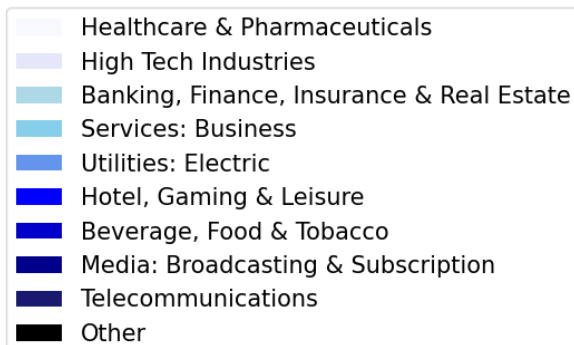 Healthcare & Pharmaceuticals
High Tech Industries
Banking, Finance, Insurance & Real Estate
Services: Business
Utilities: Electric
Hotel, Gaming & Leisure
Beverage, Food & Tobacco
Media: Broadcasting & Subscription
Telecommunications
Other